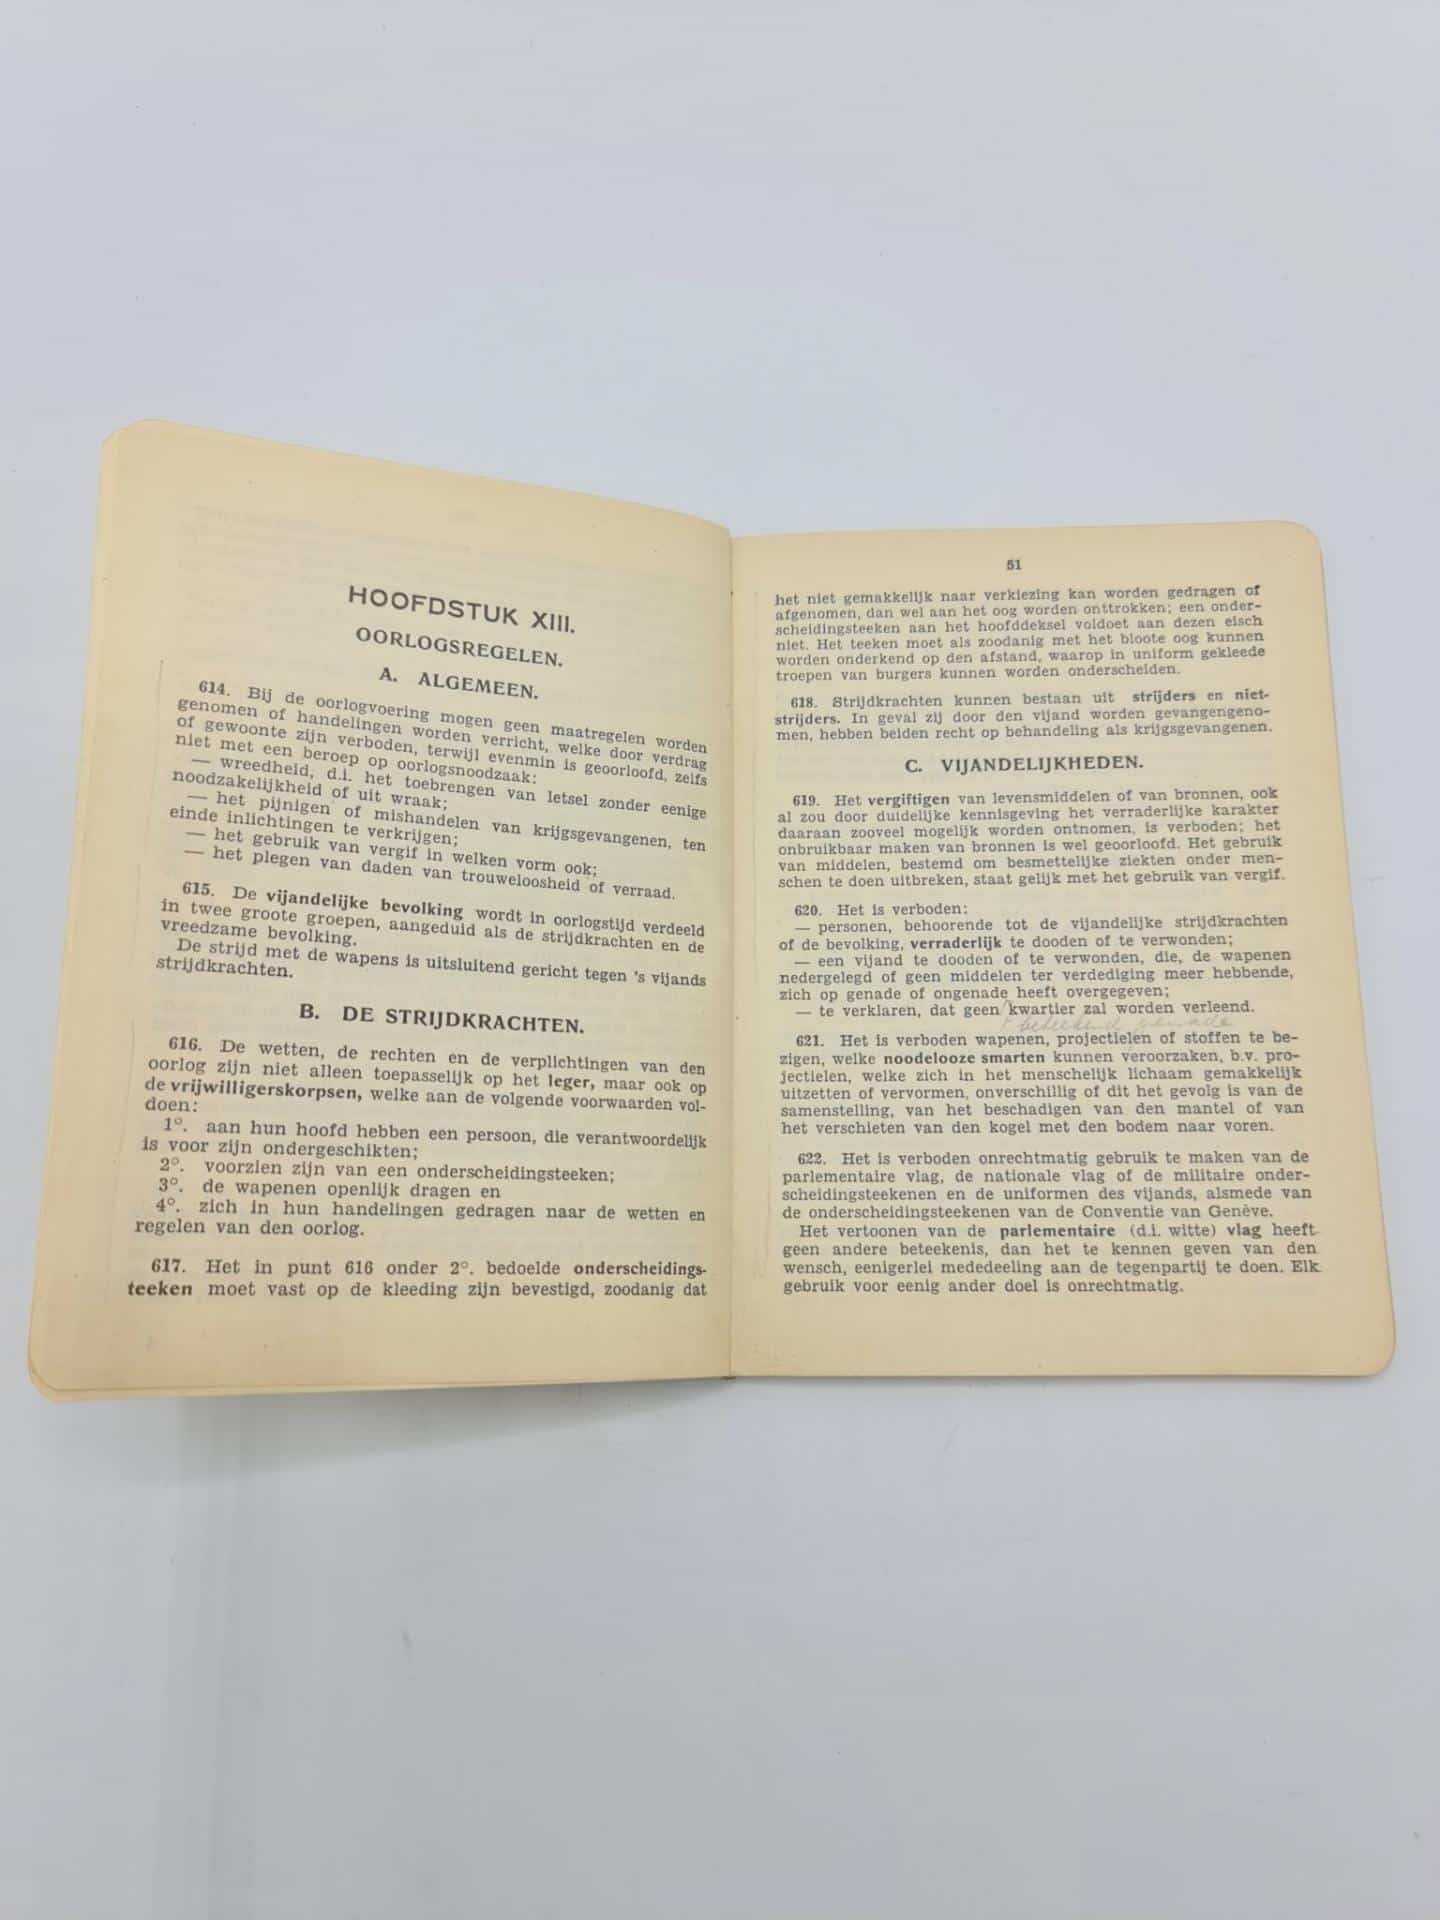 HOOFDSTUK XIII.
OORLOGSREGELEN.
A. ALGEMEEN.
614. Bij de oorlogvoering mogen geen maatregelen worden
genomen of handelingen worden verricht, welke door verdrag
of gewoonte zijn verboden, terwijl evenmin is geoorloofd, zelfs
niet met een beroep op oorlogsnoodzaak:
— wreedheid, d.i. het toebrengen van letsel zonder eenige
noodzakelijkheid of uit wraak;
— het pijnigen of mishandelen van krijgsgevangenen, ten
einde inlichtingen te verkrijgen;
— het gebruik van vergif in welken vorm ook;
— het plegen van daden van trouweloosheid of verraad.
615. De vijandelijke bevolking wordt in oorlogstijd verdeeld
in twee groote groepen, aangeduid als de strijdkrachten en de
vreedzame bevolking.
De strijd met de wapens is uitsluitend gericht tegen 's vijands
strijdkrachten.
B. DE STRIJDKRACHTEN.
616. De wetten, de rechten en de verplichtingen van den
oorlog zijn niet alleen toepasselijk op het leger, maar ook op
de vrijwilligerskorpsen, welke aan de volgende voorwaarden vol-
doen:
1°. aan hun hoofd hebben een persoon, die verantwoordelijk
is voor zijn ondergeschikten;
2°. voorzien zijn van een onderscheidingsteeken;
3°. de wapenen openlijk dragen en
4°. zich in hun handelingen gedragen naar de wetten en
regelen van den oorlog.
617. Het in punt 616 onder 2°. bedoelde onderscheidings-
teeken moet vast op de kleeding zijn bevestigd, zoodanig dat
51
het niet gemakkelijk naar verkiezing kan worden gedragen of
afgenomen, dan wel aan het oog worden onttrokken; een onder-
scheidingsteeken aan het hoofddeksel voldoet aan dezen eisch
niet. Het teeken moet als zoodanig met het bloote oog kunnen
worden onderkend op den afstand, waarop in uniform gekleede
troepen van burgers kunnen worden onderscheiden.
618. Strijdkrachten kunnen bestaan uit strijders en niet-
strijders. In geval zij door den vijand worden gevangengeno-
men, hebben beiden recht op behandeling als krijgsgevangenen.
C. VIJANDELIJKHEDEN.
619. Het vergiftigen van levensmiddelen of van bronnen, ook
al zou door duidelijke kennisgeving het verraderlijke karakter
daaraan zooveel mogelijk worden ontnomen, is verboden; het
onbruikbaar maken van bronnen is wel geoorloofd. Het gebruik
van middelen, bestemd om besmettelijke ziekten onder men-
schen te doen uitbreken, staat gelijk met het gebruik van vergif.
620. Het is verboden:
— personen, behoorende tot de vijandelijke strijdkrachten
of de bevolking, verraderlijk te dooden of te verwonden;
— een vijand te dooden of te verwonden, die, de wapenen
nedergelegd of geen middelen ter verdediging meer hebbende,
zich op genade of ongenade heeft overgegeven;
— te verklaren, dat geen kwartier zal worden verleend.
beteekend genade
621. Het is verboden wapenen, projectielen of stoffen te be-
zigen, welke noodelooze smarten kunnen veroorzaken, b.v. pro-
jectielen, welke zich in het menschelijk lichaam gemakkelijk
uitzetten of vervormen, onverschillig of dit het gevolg is van de
samenstelling, van het beschadigen van den mantel of van
het verschieten van den kogel met den bodem naar voren.
622. Het is verboden onrechtmatig gebruik te maken van de
parlementaire vlag, de nationale vlag of de militaire onder-
scheidingsteekenen en de uniformen des vijands, alsmede van
de onderscheidingsteekenen van de Conventie van Genève.
Het vertoonen van de parlementaire (d.i. witte) vlag heeft
geen andere beteekenis, dan het te kennen geven van den
wensch, eenigerlei mededeeling aan de tegenpartij te doen. Elk
gebruik voor eenig ander doel is onrechtmatig.